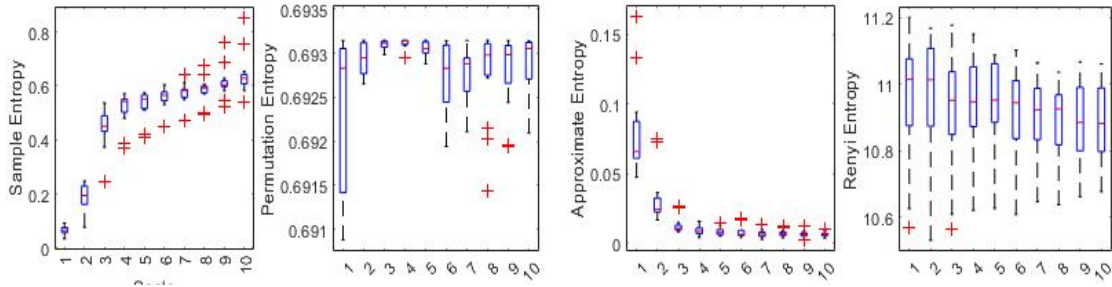 Sample Entropy
0.8
0.6
0.4
0.2
0
1 2 3 4 5 6 7 8 9 10
Permutation Entropy
0.6935
0.693
0.6925
0.692
0.6915
0.691
1 2 3 4 5 6 7 8 9 10
Approximate Entropy
0.15
0.1
0.05
0
1 2 3 4 5 6 7 8 9 10
Renyi Entropy
11.2
11
10.8
10.6
1 2 3 4 5 6 7 8 9 10